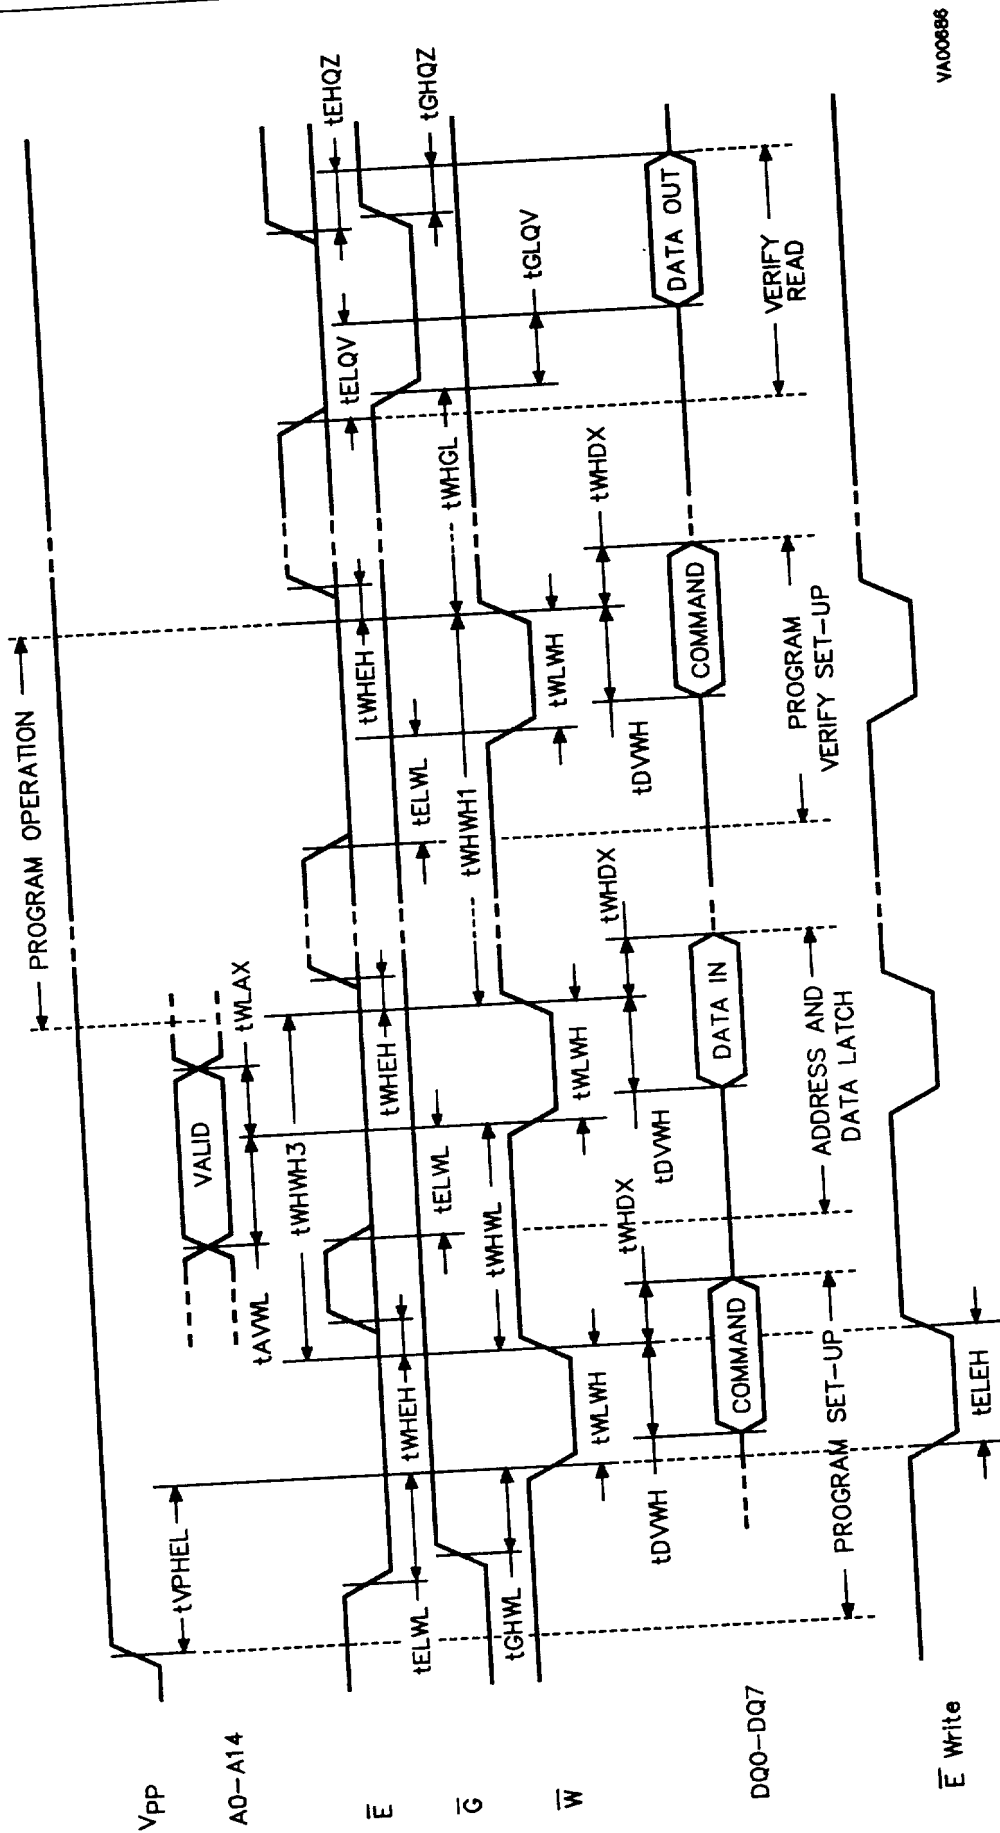 PROGRAM OPERATION
VPP
tVPHEL
A0-A14
VALID
tAVWL
tWLAX
tWHWH3
E
tELWL
tWHEH
tELWL
tWHEH
tELWL
tWHEH
tELQV
tEHQZ
G
tGHWL
tWHWL
tWHWH1
tWHGL
tGHQZ
W
tWLWH
tWLWH
tWLWH
tGLQV
tDVWH
tWHDX
tDVWH
tWHDX
tDVWH
tWHDX
DQ0-DQ7
COMMAND
DATA IN
COMMAND
DATA OUT
PROGRAM SET-UP
ADDRESS AND
DATA LATCH
PROGRAM
VERIFY SET-UP
VERIFY
READ
E Write
tELEH
VA00686